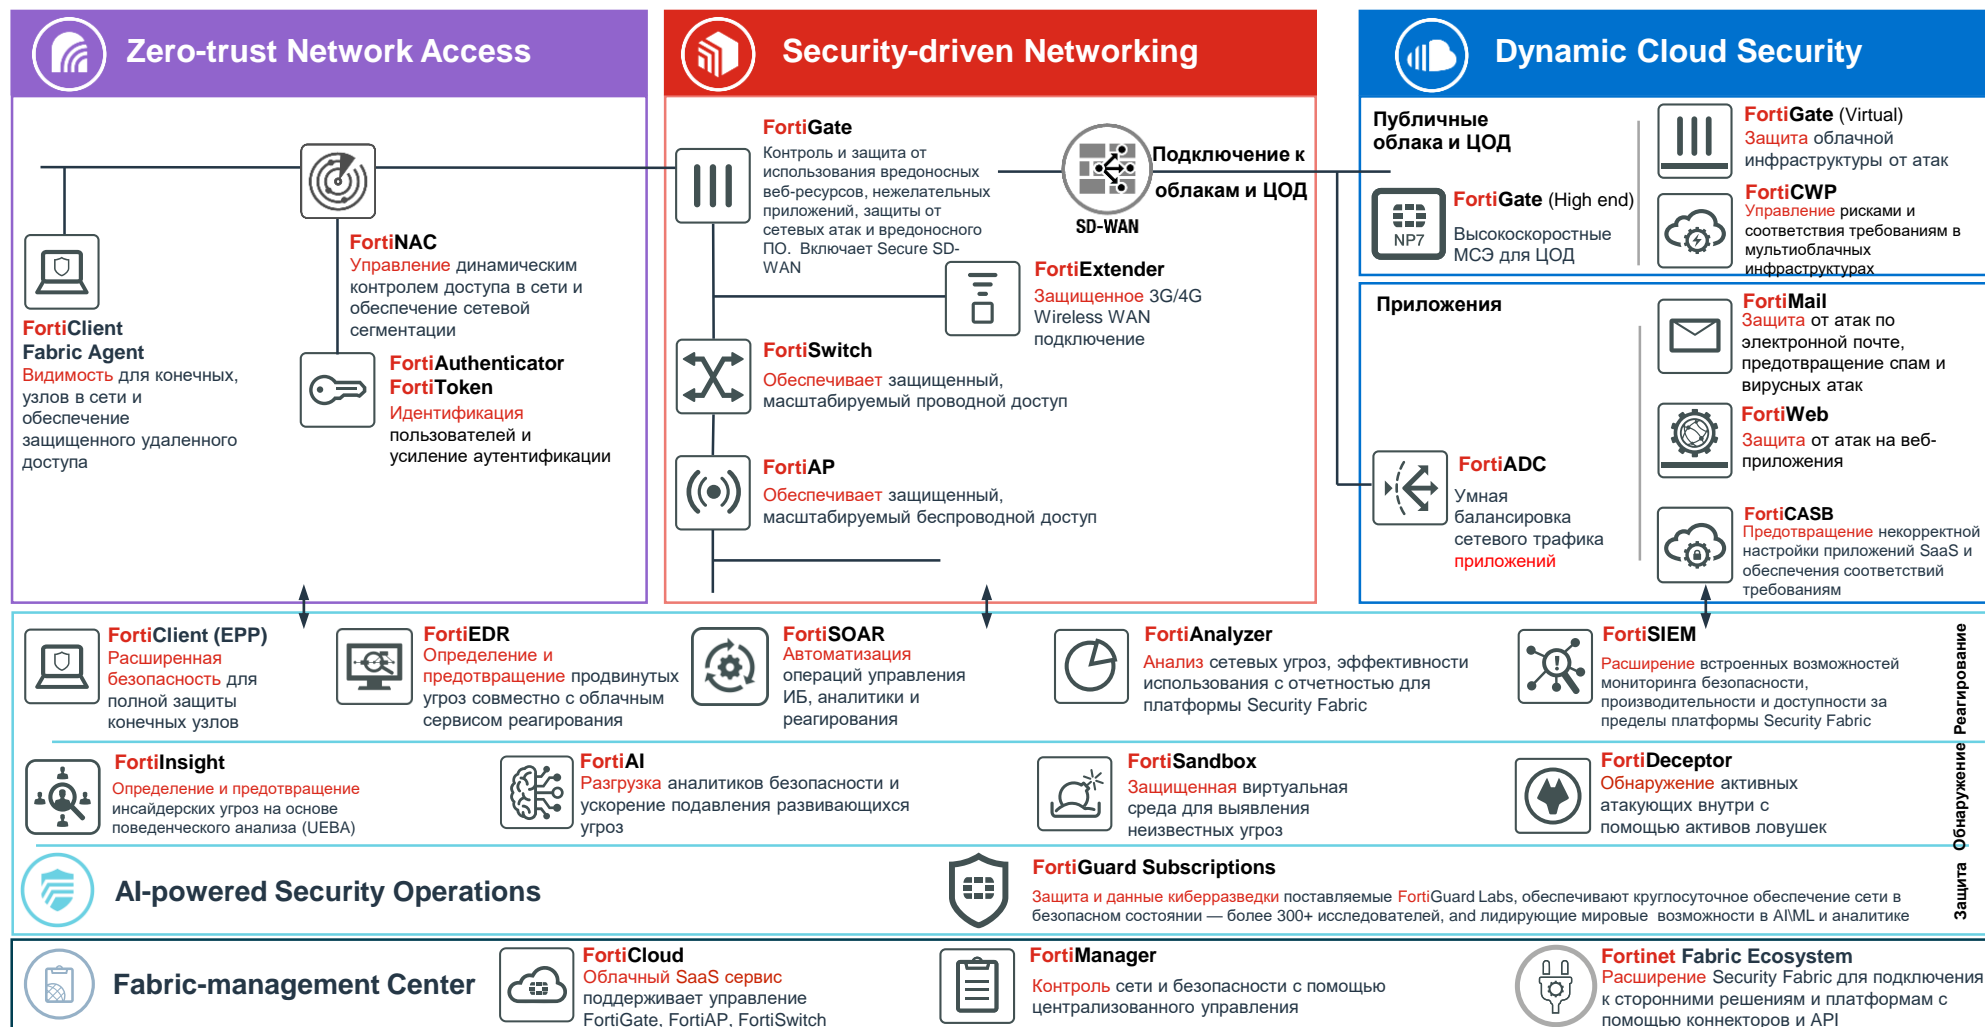 Zero-trust Network Access
FortiClient
Fabric Agent
Видимость для конечных,
узлов в сети и
обеспечение
защищенного удаленного
доступа
FortiNAC
Управление динамическим
контролем доступа в сети и
обеспечение сетевой
сегментации
FortiAuthenticator
FortiToken
Идентификация
пользователей и
усиление аутентификации
Security-driven Networking
FortiGate
Контроль и защита от
использования вредоносных
веб-ресурсов, нежелательных
приложений, защиты от
сетевых атак и вредоносного
ПО. Включает Secure SD-
WAN
SD-WAN
Подключение к
облакам и ЦОД
FortiExtender
Защищенное 3G/4G
Wireless WAN
подключение
FortiSwitch
Обеспечивает защищенный,
масштабируемый проводной доступ
FortiAP
Обеспечивает защищенный,
масштабируемый беспроводной доступ
Dynamic Cloud Security
Публичные
облака и ЦОД
NP7
FortiGate (High end)
Высокоскоростные
МСЭ для ЦОД
FortiGate (Virtual)
Защита облачной
инфраструктуры от атак
FortiCWP
Управление рисками и
соответствия требованиям в
мультиоблачных
инфраструктурах
Приложения
FortiADC
Умная
балансировка
сетевого трафика
приложений
FortiMail
Защита от атак по
электронной почте,
предотвращение спам и
вирусных атак
FortiWeb
Защита от атак на веб-
приложения
FortiCASB
Предотвращение некорректной
настройки приложений SaaS и
обеспечения соответствий
требованиям
FortiClient (EPP)
Расширенная
безопасность для
полной защиты
конечных узлов
FortiEDR
Определение и
предотвращение продвинутых
угроз совместно с облачным
сервисом реагирования
FortiSOAR
Автоматизация
операций управления
ИБ, аналитики и
реагирования
FortiAnalyzer
Анализ сетевых угроз, эффективности
использования с отчетностью для
платформы Security Fabric
FortiSIEM
Расширение встроенных возможностей
мониторинга безопасности,
производительности и доступности за
пределы платформы Security Fabric
Реагирование
FortiInsight
Определение и предотвращение
инсайдерских угроз на основе
поведенческого анализа (UEBA)
FortiAI
Разгрузка аналитиков безопасности и
ускорение подавления развивающихся
угроз
FortiSandbox
Защищенная виртуальная
среда для выявления
неизвестных угроз
FortiDeceptor
Обнаружение активных
атакующих внутри с
помощью активов ловушек
Обнаружение
AI-powered Security Operations
FortiGuard Subscriptions
Защита и данные киберразведки поставляемые FortiGuard Labs, обеспечивают круглосуточное обеспечение сети в
безопасном состоянии — более 300+ исследователей, and лидирующие мировые возможности в AI\ML и аналитике
Защита
Fabric-management Center
FortiCloud
Облачный SaaS сервис
поддерживает управление
FortiGate, FortiAP, FortiSwitch
FortiManager
Контроль сети и безопасности с помощью
централизованного управления
Fortinet Fabric Ecosystem
Расширение Security Fabric для подключения
к сторонними решениям и платформам с
помощью коннекторов и API